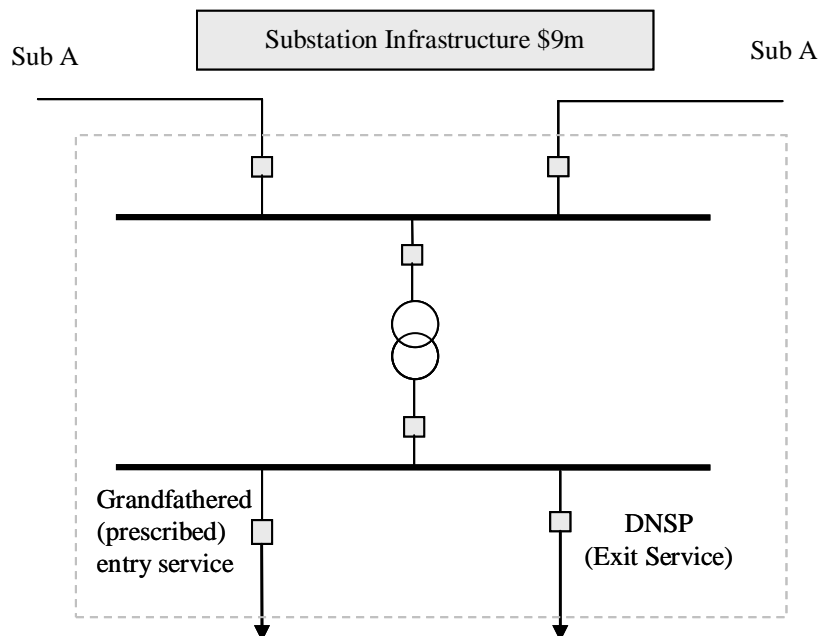 Substation Infrastructure $9m
Sub A
Sub A
Grandfathered
(prescribed)
entry service
DNSP
(Exit Service)